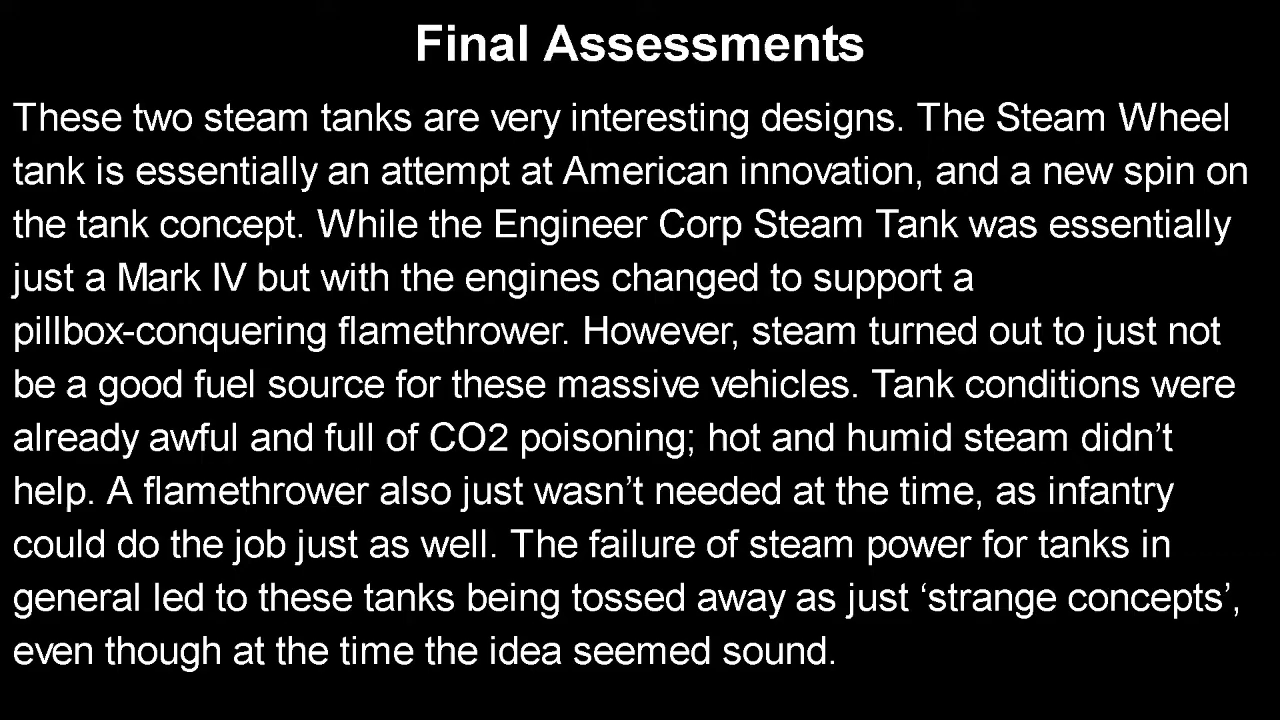 Final Assessments
These two steam tanks are very interesting designs. The Steam Wheel
tank is essentially an attempt at American innovation, and a new spin on
the tank concept. While the Engineer Corp Steam Tank was essentially
just a Mark IV but with the engines changed to support a
pillbox-conquering flamethrower. However, steam turned out to just not
be a good fuel source for these massive vehicles. Tank conditions were
already awful and full of CO2 poisoning; hot and humid steam didn’t
help. A flamethrower also just wasn’t needed at the time, as infantry
could do the job just as well. The failure of steam power for tanks in
general led to these tanks being tossed away as just ‘strange concepts’,
even though at the time the idea seemed sound.